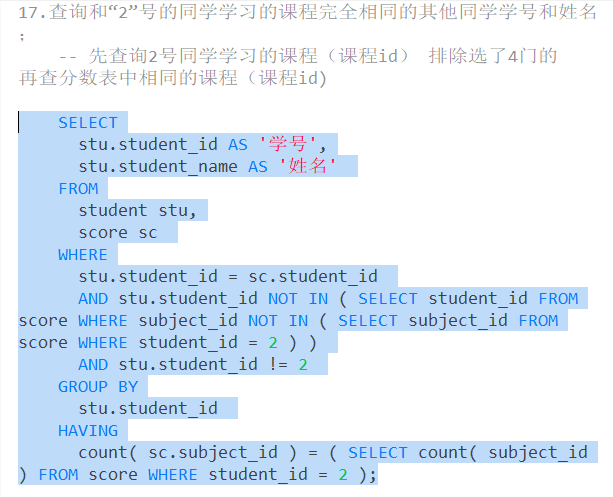 17.查询和“2”号的同学学习的课程完全相同的其他同学学号和姓名
;
-- 先查询2号同学学习的课程（课程id） 排除选了4门的
再查分数表中相同的课程（课程id)
SELECT
stu.student_id AS '学号',
stu.student_name AS '姓名'
FROM
student stu,
score sc
WHERE
stu.student_id = sc.student_id
AND stu.student_id NOT IN ( SELECT student_id FROM
score WHERE subject_id NOT IN ( SELECT subject_id FROM
score WHERE student_id = 2 ) )
AND stu.student_id != 2
GROUP BY
stu.student_id
HAVING
count( sc.subject_id ) = ( SELECT count( subject_id
) FROM score WHERE student_id = 2 );